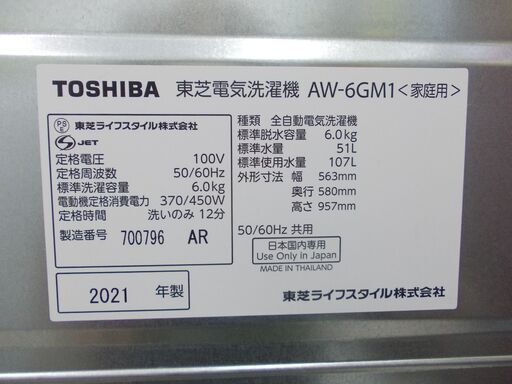 TOSHIBA 東芝電気洗濯機 AW-6GM1<家庭用>
PS
E
東芝ライフスタイル株式会社
S JET
定格電圧 100V
定格周波数 50/60Hz
標準洗濯容量 6.0kg
電動機定格消費電力 370/450W
定格時間 洗いのみ 12分
製造番号 700796 AR
2021 年製
種類 全自動電気洗濯機
標準脱水容量 6.0kg
標準水量 51L
標準使用水量 107L
外形寸法 幅 563mm
奥行 580mm
高さ 957mm
50/60Hz 共用
日本国内専用
Use Only in Japan
MADE IN THAILAND
東芝ライフスタイル株式会社